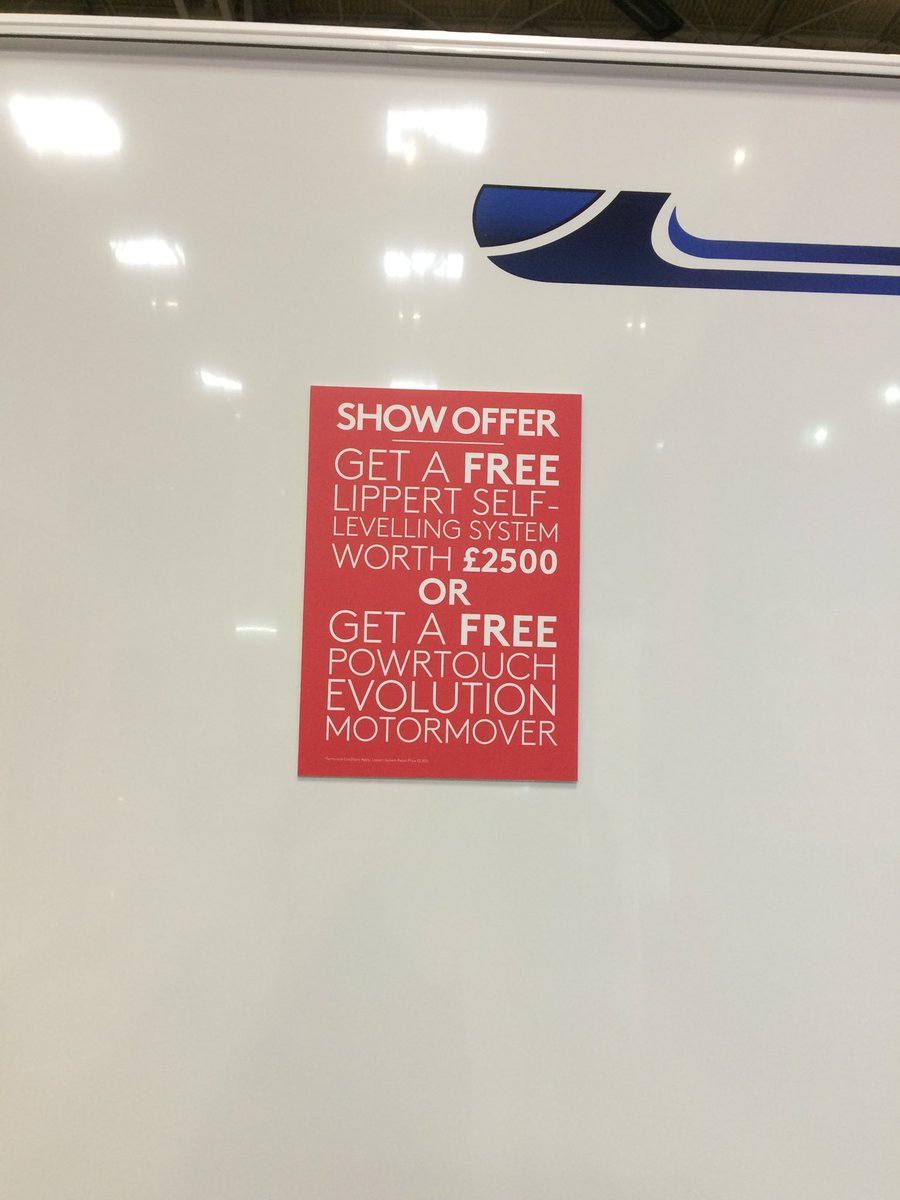 SHOW OFFER
GET A FREE
LIPPERT SELF-
LEVELLING SYSTEM
WORTH £2500
OR
GET A FREE
POWRTOUCH
EVOLUTION
MOTORMOVER